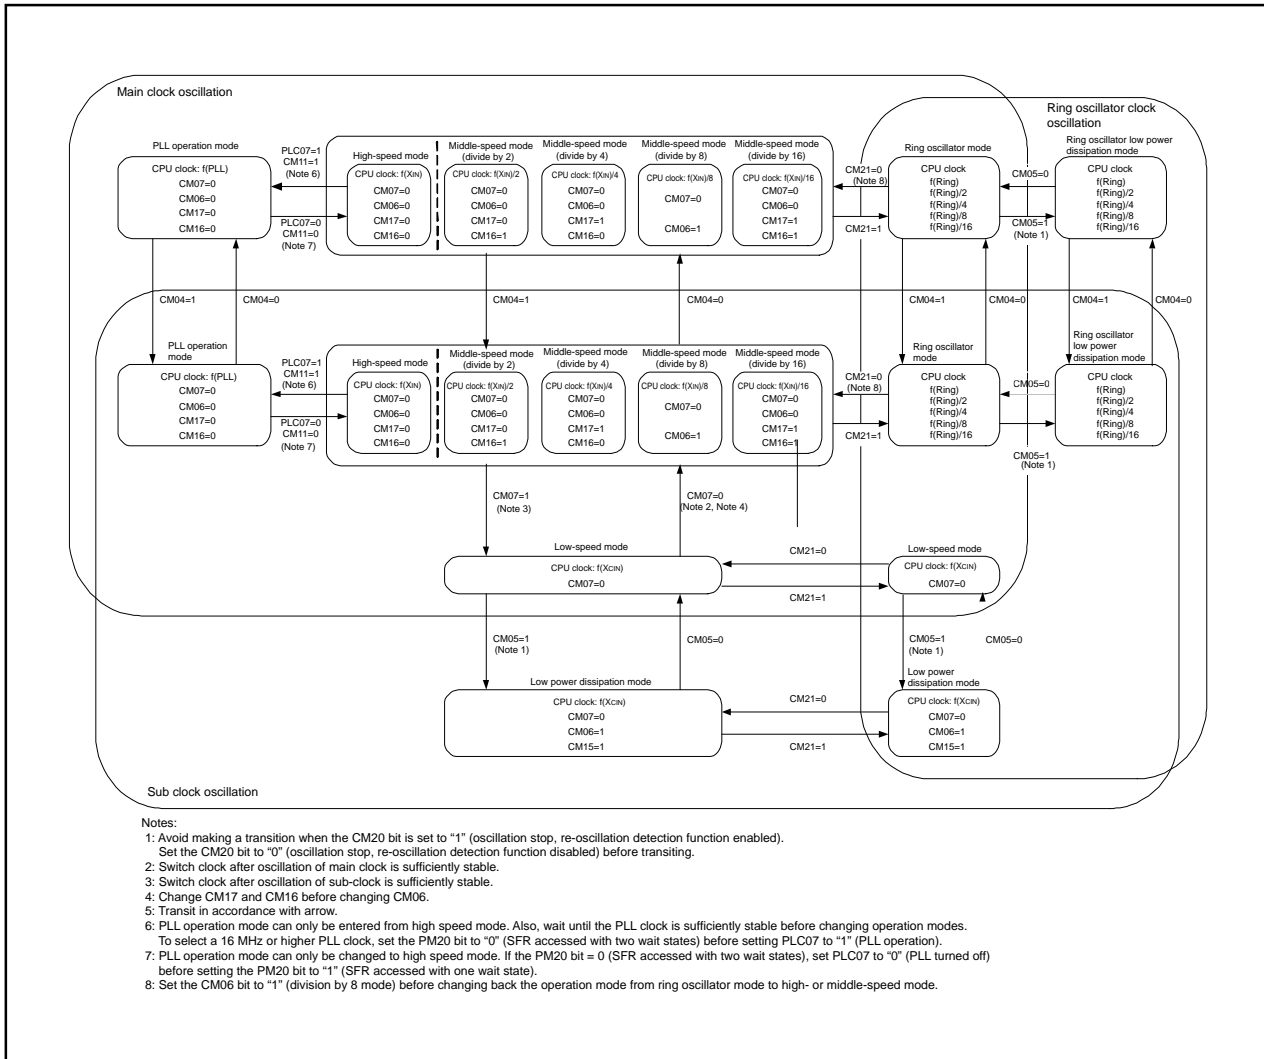 Main clock oscillation
Ring oscillator clock
oscillation
PLL operation mode
CPU clock: f(PLL)
CM07=0
CM06=0
CM17=0
CM16=0
PLC07=1
CM11=1
(Note 6)
PLC07=0
CM11=0
(Note 7)
High-speed mode
CPU clock: f(XIN)
CM07=0
CM06=0
CM17=0
CM16=0
Middle-speed mode
(divide by 2)
CPU clock: f(XIN)/2
CM07=0
CM06=0
CM17=0
CM16=1
Middle-speed mode
(divide by 4)
CPU clock: f(XIN)/4
CM07=0
CM06=0
CM17=1
CM16=0
Middle-speed mode
(divide by 8)
CPU clock: f(XIN)/8
CM07=0
CM06=1
Middle-speed mode
(divide by 16)
CPU clock: f(XIN)/16
CM07=0
CM06=0
CM17=1
CM16=1
CM21=0
(Note 8)
CM21=1
Ring oscillator mode
CPU clock
f(Ring)
f(Ring)/2
f(Ring)/4
f(Ring)/8
f(Ring)/16
CM05=0
CM05=1
(Note 1)
Ring oscillator low power
dissipation mode
CPU clock
f(Ring)
f(Ring)/2
f(Ring)/4
f(Ring)/8
f(Ring)/16
CM04=1
CM04=0
CM04=1
CM04=0
CM04=1
CM04=0
CM04=1
CM04=0
PLL operation
mode
CPU clock: f(PLL)
CM07=0
CM06=0
CM17=0
CM16=0
PLC07=1
CM11=1
(Note 6)
PLC07=0
CM11=0
(Note 7)
High-speed mode
CPU clock: f(XIN)
CM07=0
CM06=0
CM17=0
CM16=0
Middle-speed mode
(divide by 2)
CPU clock: f(XIN)/2
CM07=0
CM06=0
CM17=0
CM16=1
Middle-speed mode
(divide by 4)
CPU clock: f(XIN)/4
CM07=0
CM06=0
CM17=1
CM16=0
Middle-speed mode
(divide by 8)
CPU clock: f(XIN)/8
CM07=0
CM06=1
Middle-speed mode
(divide by 16)
CPU clock: f(XIN)/16
CM07=0
CM06=0
CM17=1
CM16=1
CM21=0
(Note 8)
CM21=1
Ring oscillator
mode
CPU clock
f(Ring)
f(Ring)/2
f(Ring)/4
f(Ring)/8
f(Ring)/16
CM05=0
CM05=1
(Note 1)
Ring oscillator
low power
dissipation mode
CPU clock
f(Ring)
f(Ring)/2
f(Ring)/4
f(Ring)/8
f(Ring)/16
CM07=1
(Note 3)
CM07=0
(Note 2, Note 4)
Low-speed mode
CPU clock: f(XCIN)
CM07=0
CM21=0
CM21=1
Low-speed mode
CPU clock: f(XCIN)
CM07=0
CM05=1
(Note 1)
CM05=0
CM05=1
(Note 1)
CM05=0
Low power dissipation mode
CPU clock: f(XCIN)
CM07=0
CM06=1
CM15=1
CM21=0
CM21=1
Low power
dissipation mode
CPU clock: f(XCIN)
CM07=0
CM06=1
CM15=1
Sub clock oscillation
Notes:
1: Avoid making a transition when the CM20 bit is set to “1” (oscillation stop, re-oscillation detection function enabled).
Set the CM20 bit to “0” (oscillation stop, re-oscillation detection function disabled) before transiting.
2: Switch clock after oscillation of main clock is sufficiently stable.
3: Switch clock after oscillation of sub-clock is sufficiently stable.
4: Change CM17 and CM16 before changing CM06.
5: Transit in accordance with arrow.
6: PLL operation mode can only be entered from high speed mode. Also, wait until the PLL clock is sufficiently stable before changing operation modes.
To select a 16 MHz or higher PLL clock, set the PM20 bit to “0” (SFR accessed with two wait states) before setting PLC07 to “1” (PLL operation).
7: PLL operation mode can only be changed to high speed mode. If the PM20 bit = 0 (SFR accessed with two wait states), set PLC07 to “0” (PLL turned off)
before setting the PM20 bit to “1” (SFR accessed with one wait state).
8: Set the CM06 bit to “1” (division by 8 mode) before changing back the operation mode from ring oscillator mode to high- or middle-speed mode.